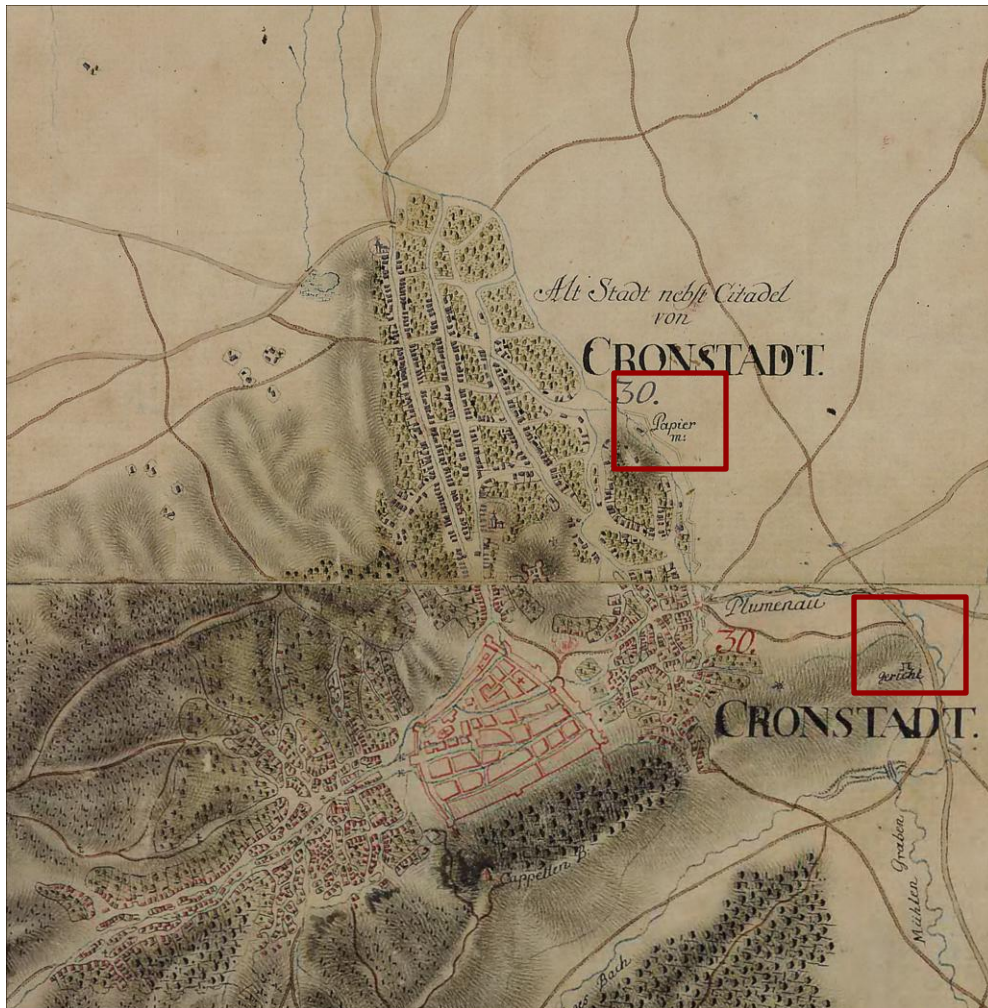 Alt Stadt nebst Citadel
von
CRONSTADT.
30.
Papier
m:
Plumenau
30.
gericht
CRONSTADT.
Cappellen B
Mühlen Graben
Bach